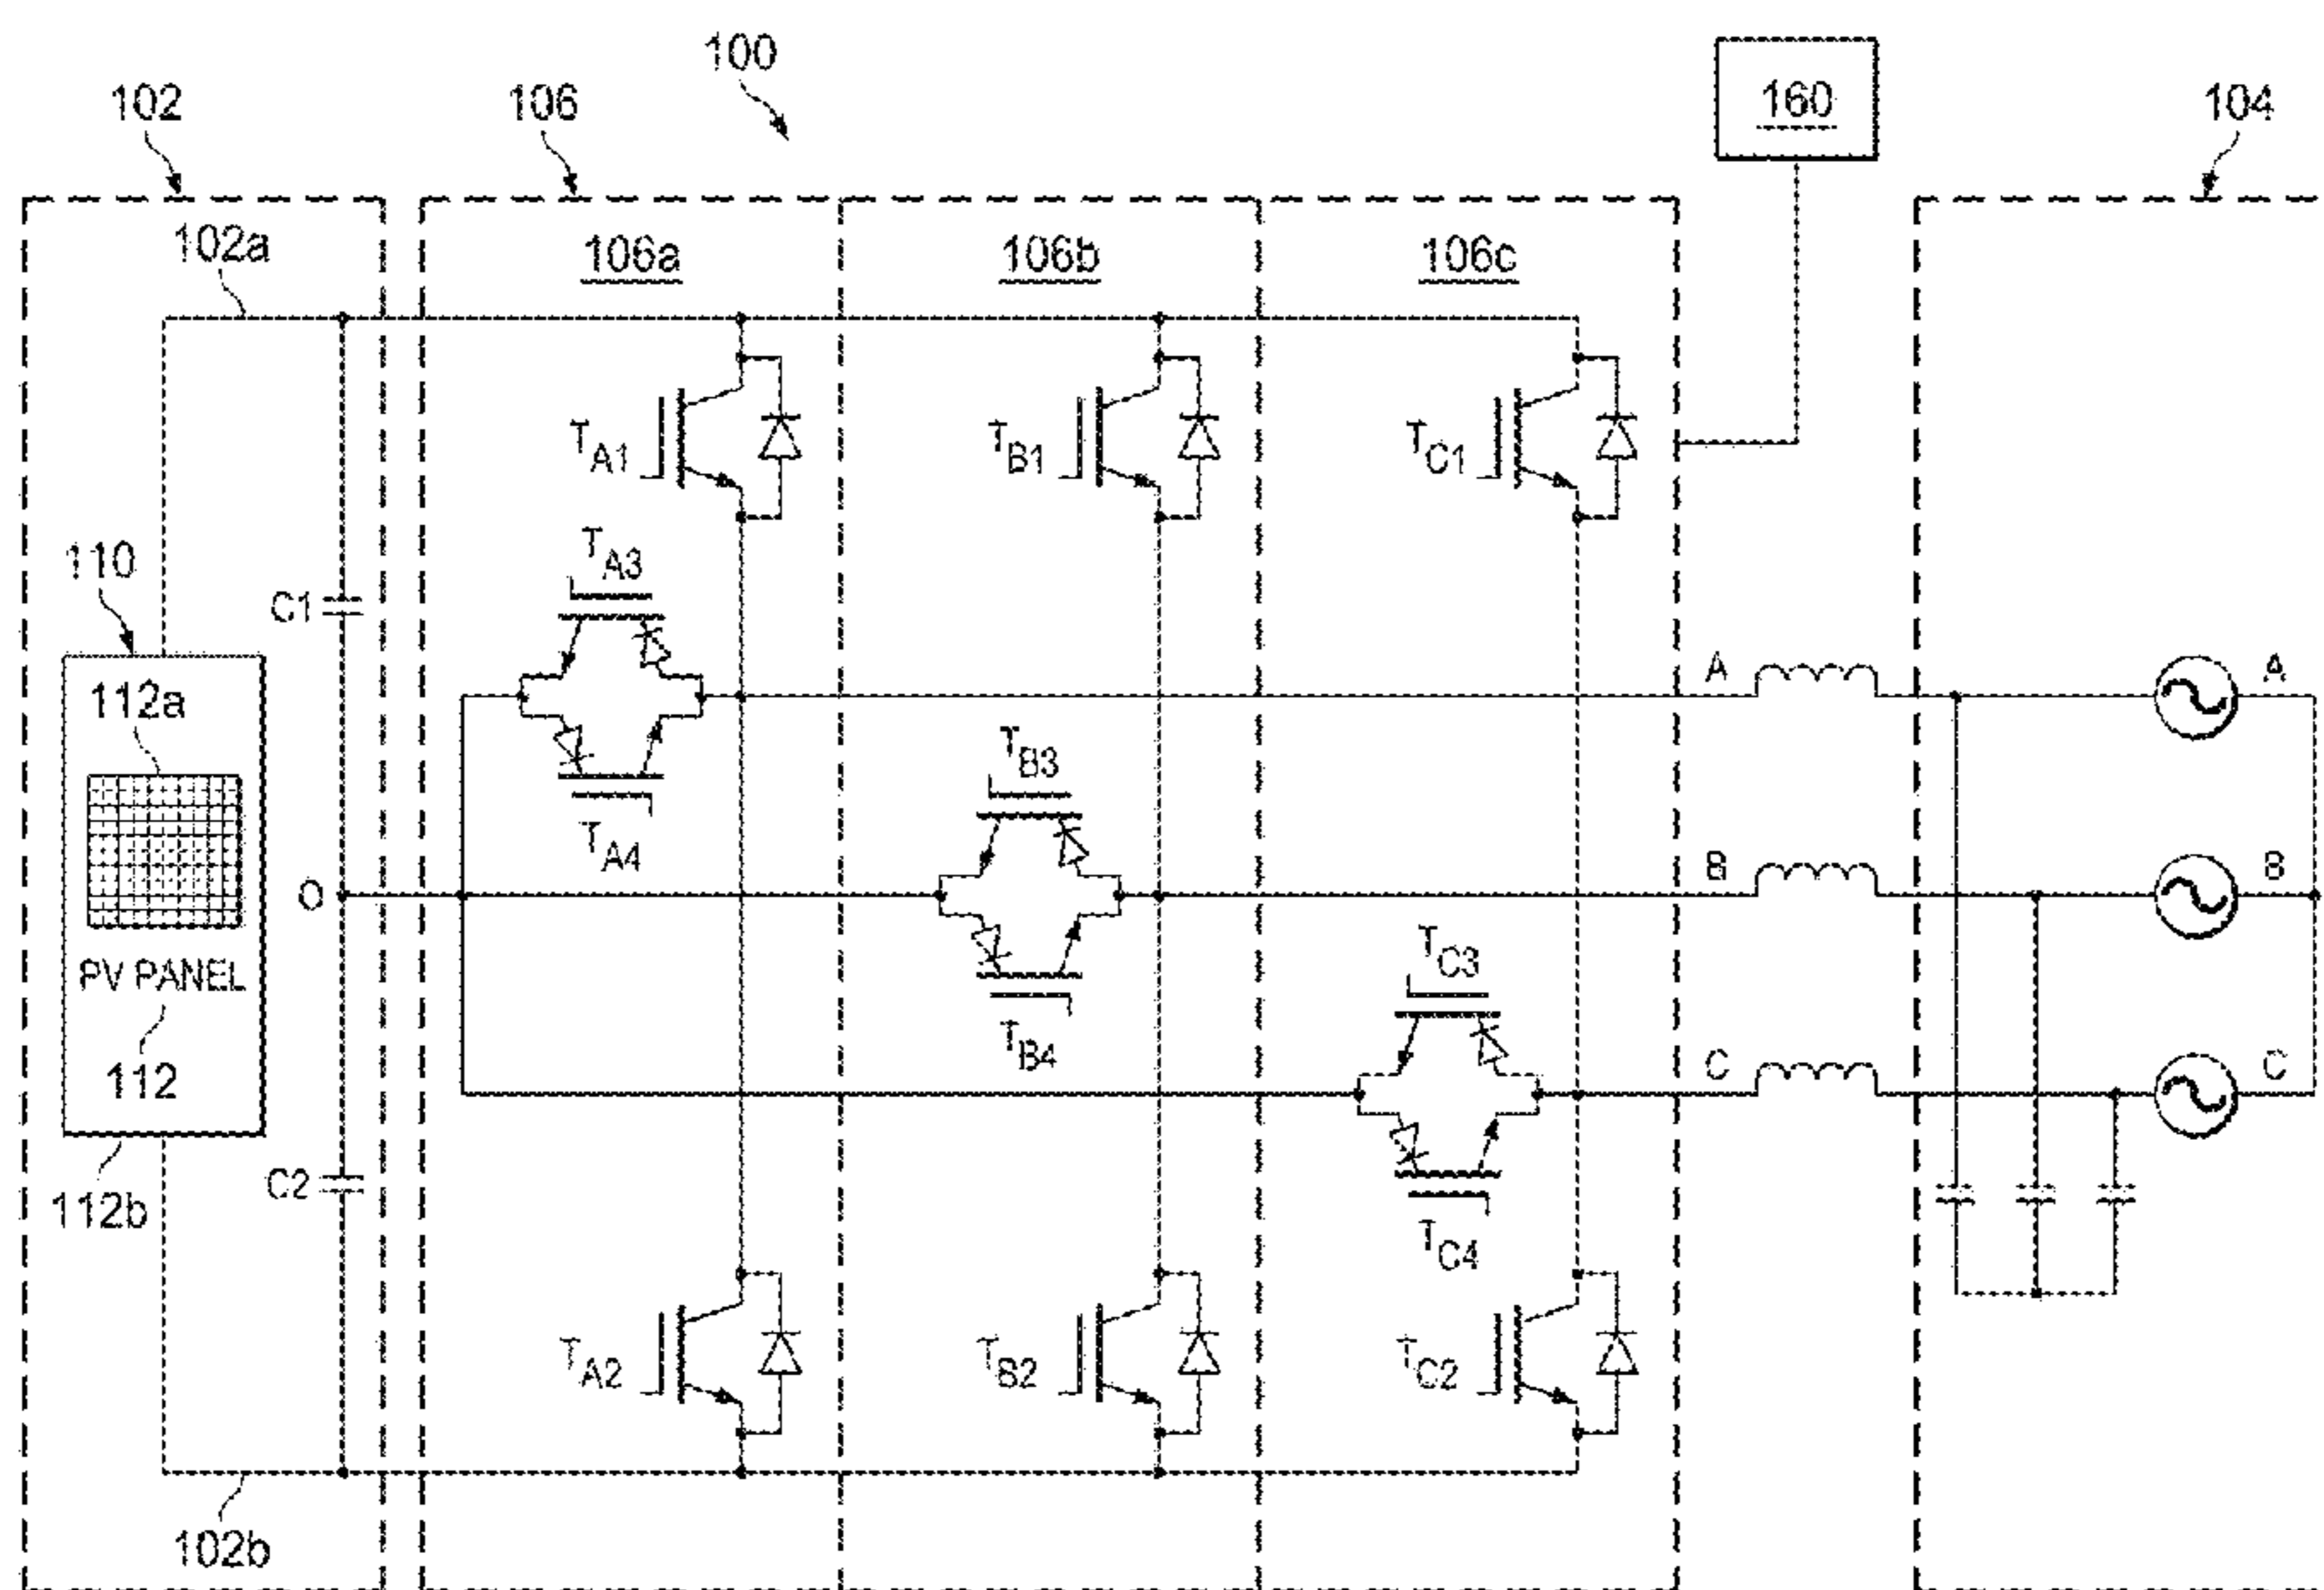 100
102
106
160
104
102a
106a
106b
106c
TA1
TB1
TC1
110
TA3
C1
112a
A
A
TB3
TA4
O
B
B
TC3
PV PANEL
TB4
112
C
C
C2
112b
TC4
TA2
TB2
TC2
102b